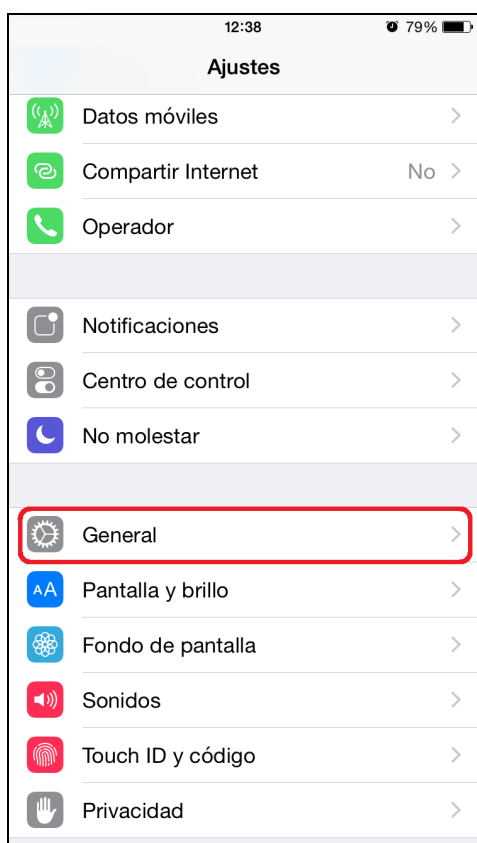 12:38 79%
Ajustes
Datos móviles
Compartir Internet No
Operador
Notificaciones
Centro de control
No molestar
General
AA Pantalla y brillo
Fondo de pantalla
Sonidos
Touch ID y código
Privacidad